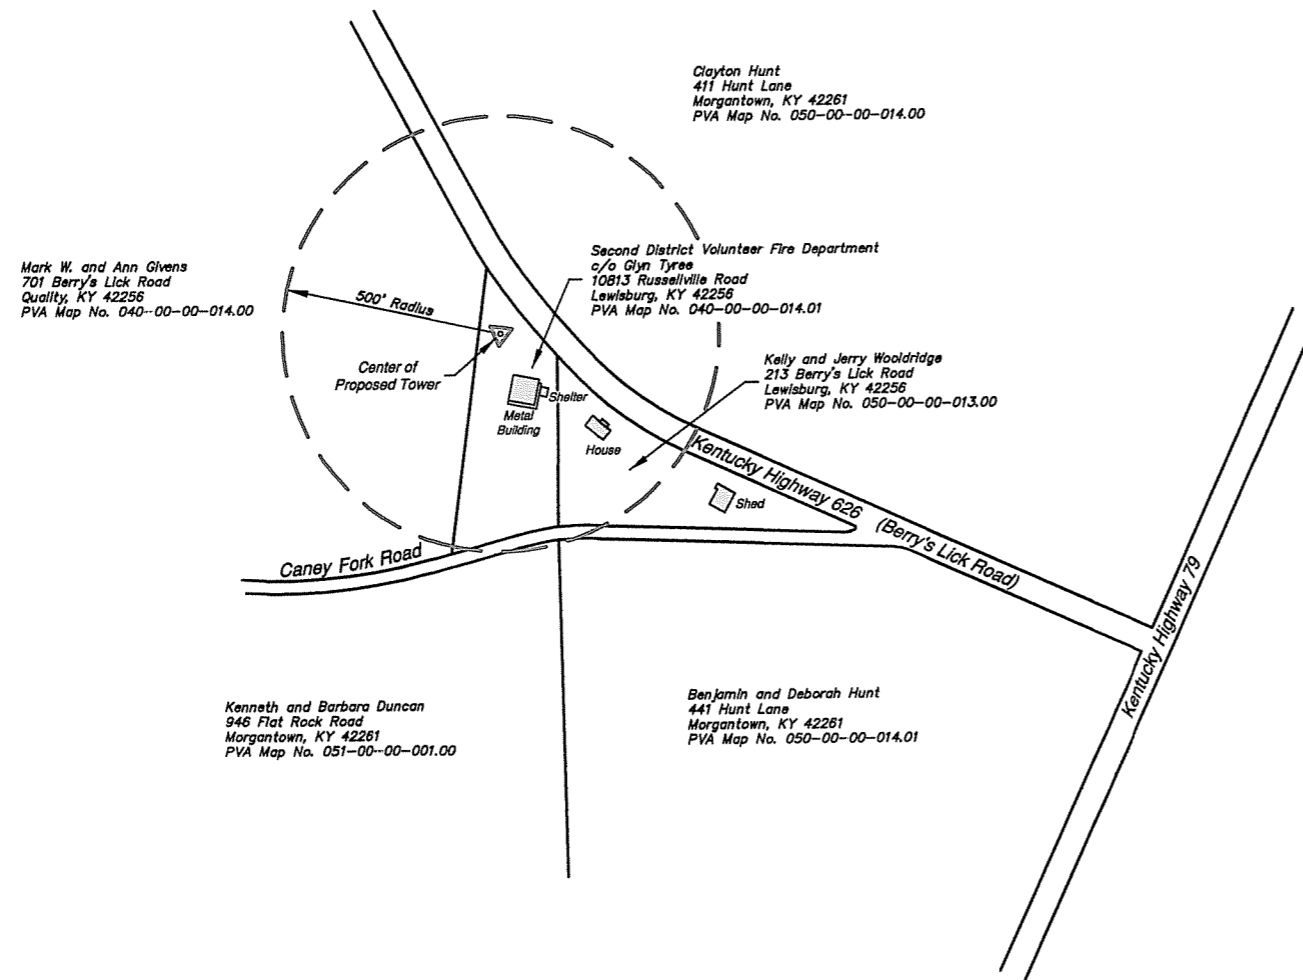 Clayton Hunt
411 Hunt Lane
Morgantown, KY 42261
PVA Map No. 050-00-00-014.00
Second District Volunteer Fire Department
c/o Glyn Tyree
10813 Russellville Road
Lewisburg, KY 42256
PVA Map No. 040-00-00-014.01
Mark W. and Ann Givens
701 Berry's Lick Road
Quality, KY 42256
PVA Map No. 040-00-00-014.00
500' Radius
Center of
Proposed Tower
Kelly and Jerry Wooldridge
213 Berry's Lick Road
Lewisburg, KY 42256
PVA Map No. 050-00-00-013.00
Shelter
Metal
Building
House
Shed
Kentucky Highway 626 (Berry's Lick Road)
Caney Fork Road
Kentucky Highway 79
Kenneth and Barbara Duncan
946 Flat Rock Road
Morgantown, KY 42261
PVA Map No. 051-00-00-001.00
Benjamin and Deborah Hunt
441 Hunt Lane
Morgantown, KY 42261
PVA Map No. 050-00-00-014.01